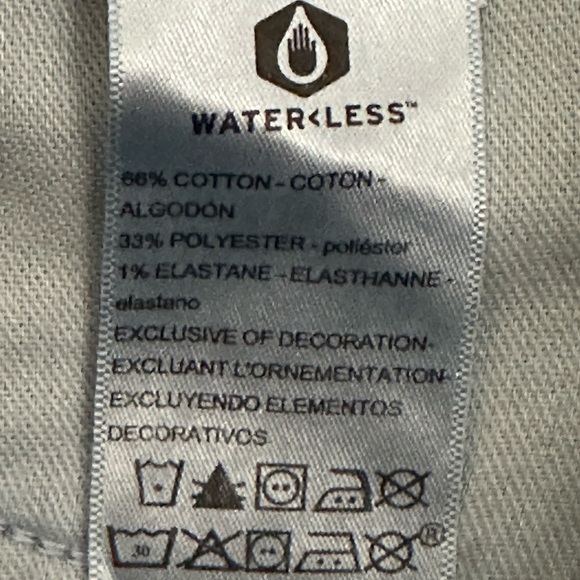 WATER<LESS™
66% COTTON - COTON -
ALGODÓN
33% POLYESTER - poliéster
1% ELASTANE - ELASTHANNE -
elastano
EXCLUSIVE OF DECORATION-
EXCLUANT L'ORNEMENTATION-
EXCLUYENDO ELEMENTOS
DECORATIVOS
30 ®